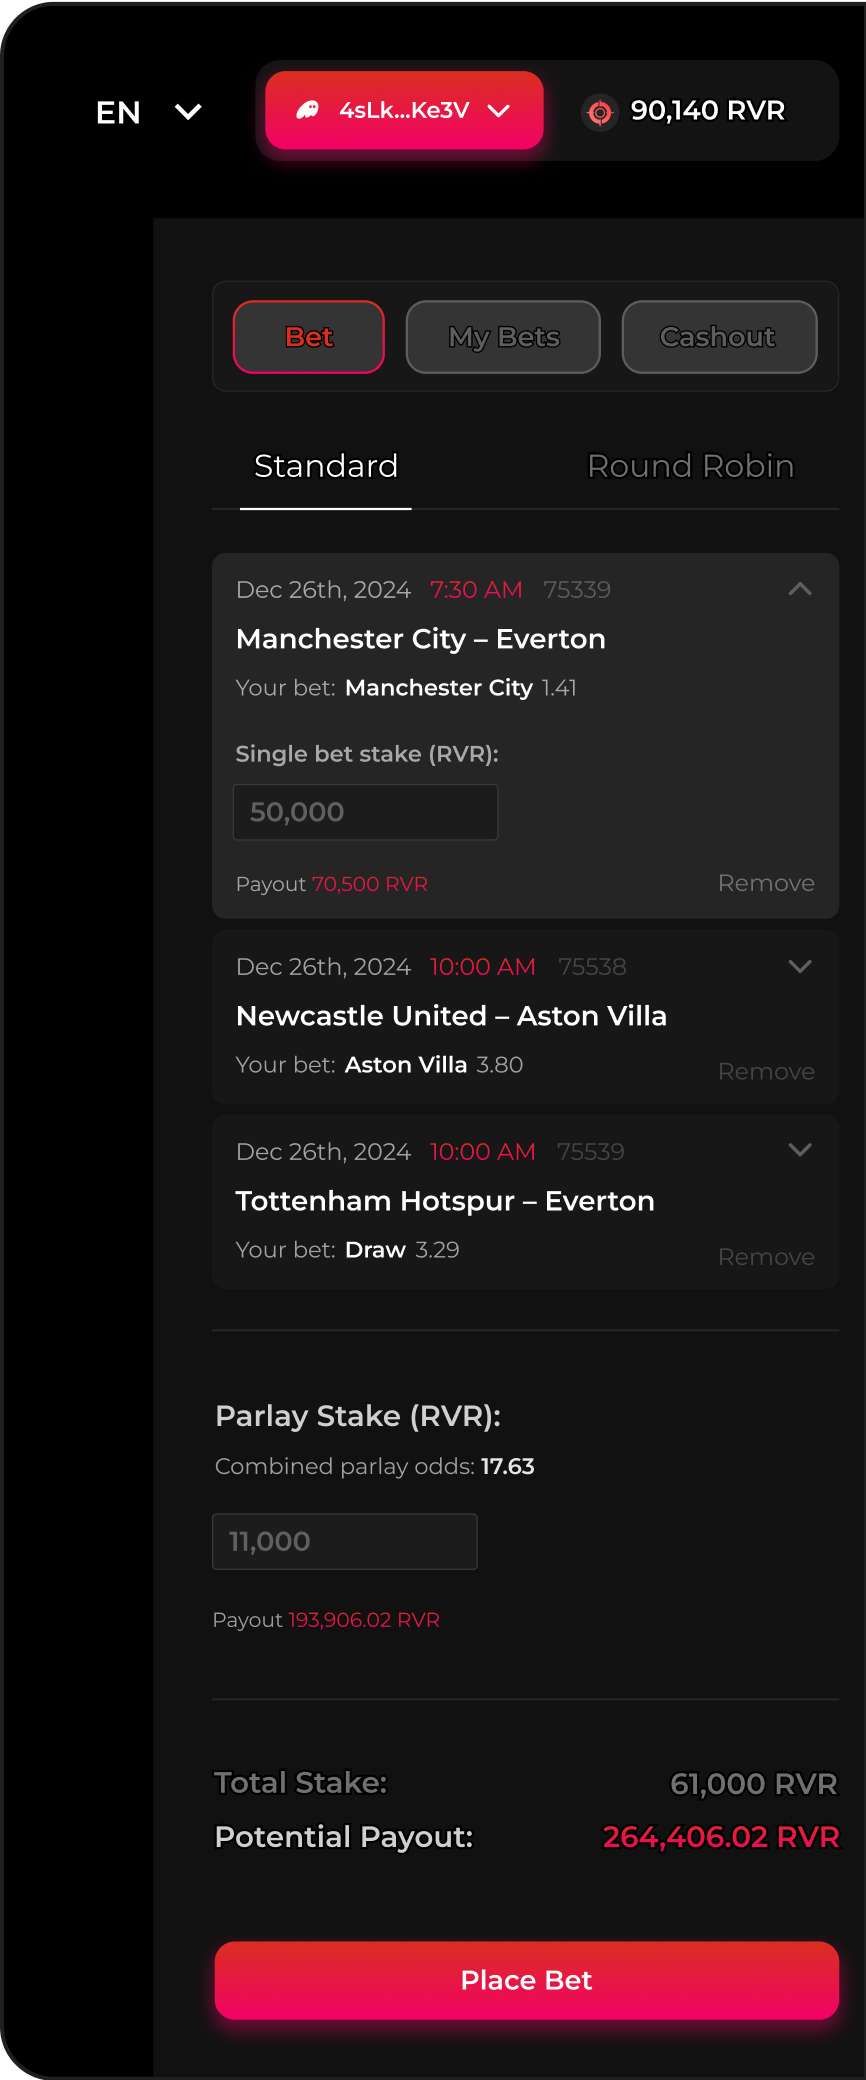 EN 4sLk...Ke3V 90,140 RVR
Bet My Bets Cashout
Standard Round Robin
Dec 26th, 2024 7:30 AM 75339
Manchester City – Everton
Your bet: Manchester City 1.41
Single bet stake (RVR):
50,000
Payout 70,500 RVR Remove
Dec 26th, 2024 10:00 AM 75538
Newcastle United – Aston Villa
Your bet: Aston Villa 3.80
Remove
Dec 26th, 2024 10:00 AM 75539
Tottenham Hotspur – Everton
Your bet: Draw 3.29
Remove
Parlay Stake (RVR):
Combined parlay odds: 17.63
11,000
Payout 193,906.02 RVR
Total Stake: 61,000 RVR
Potential Payout: 264,406.02 RVR
Place Bet